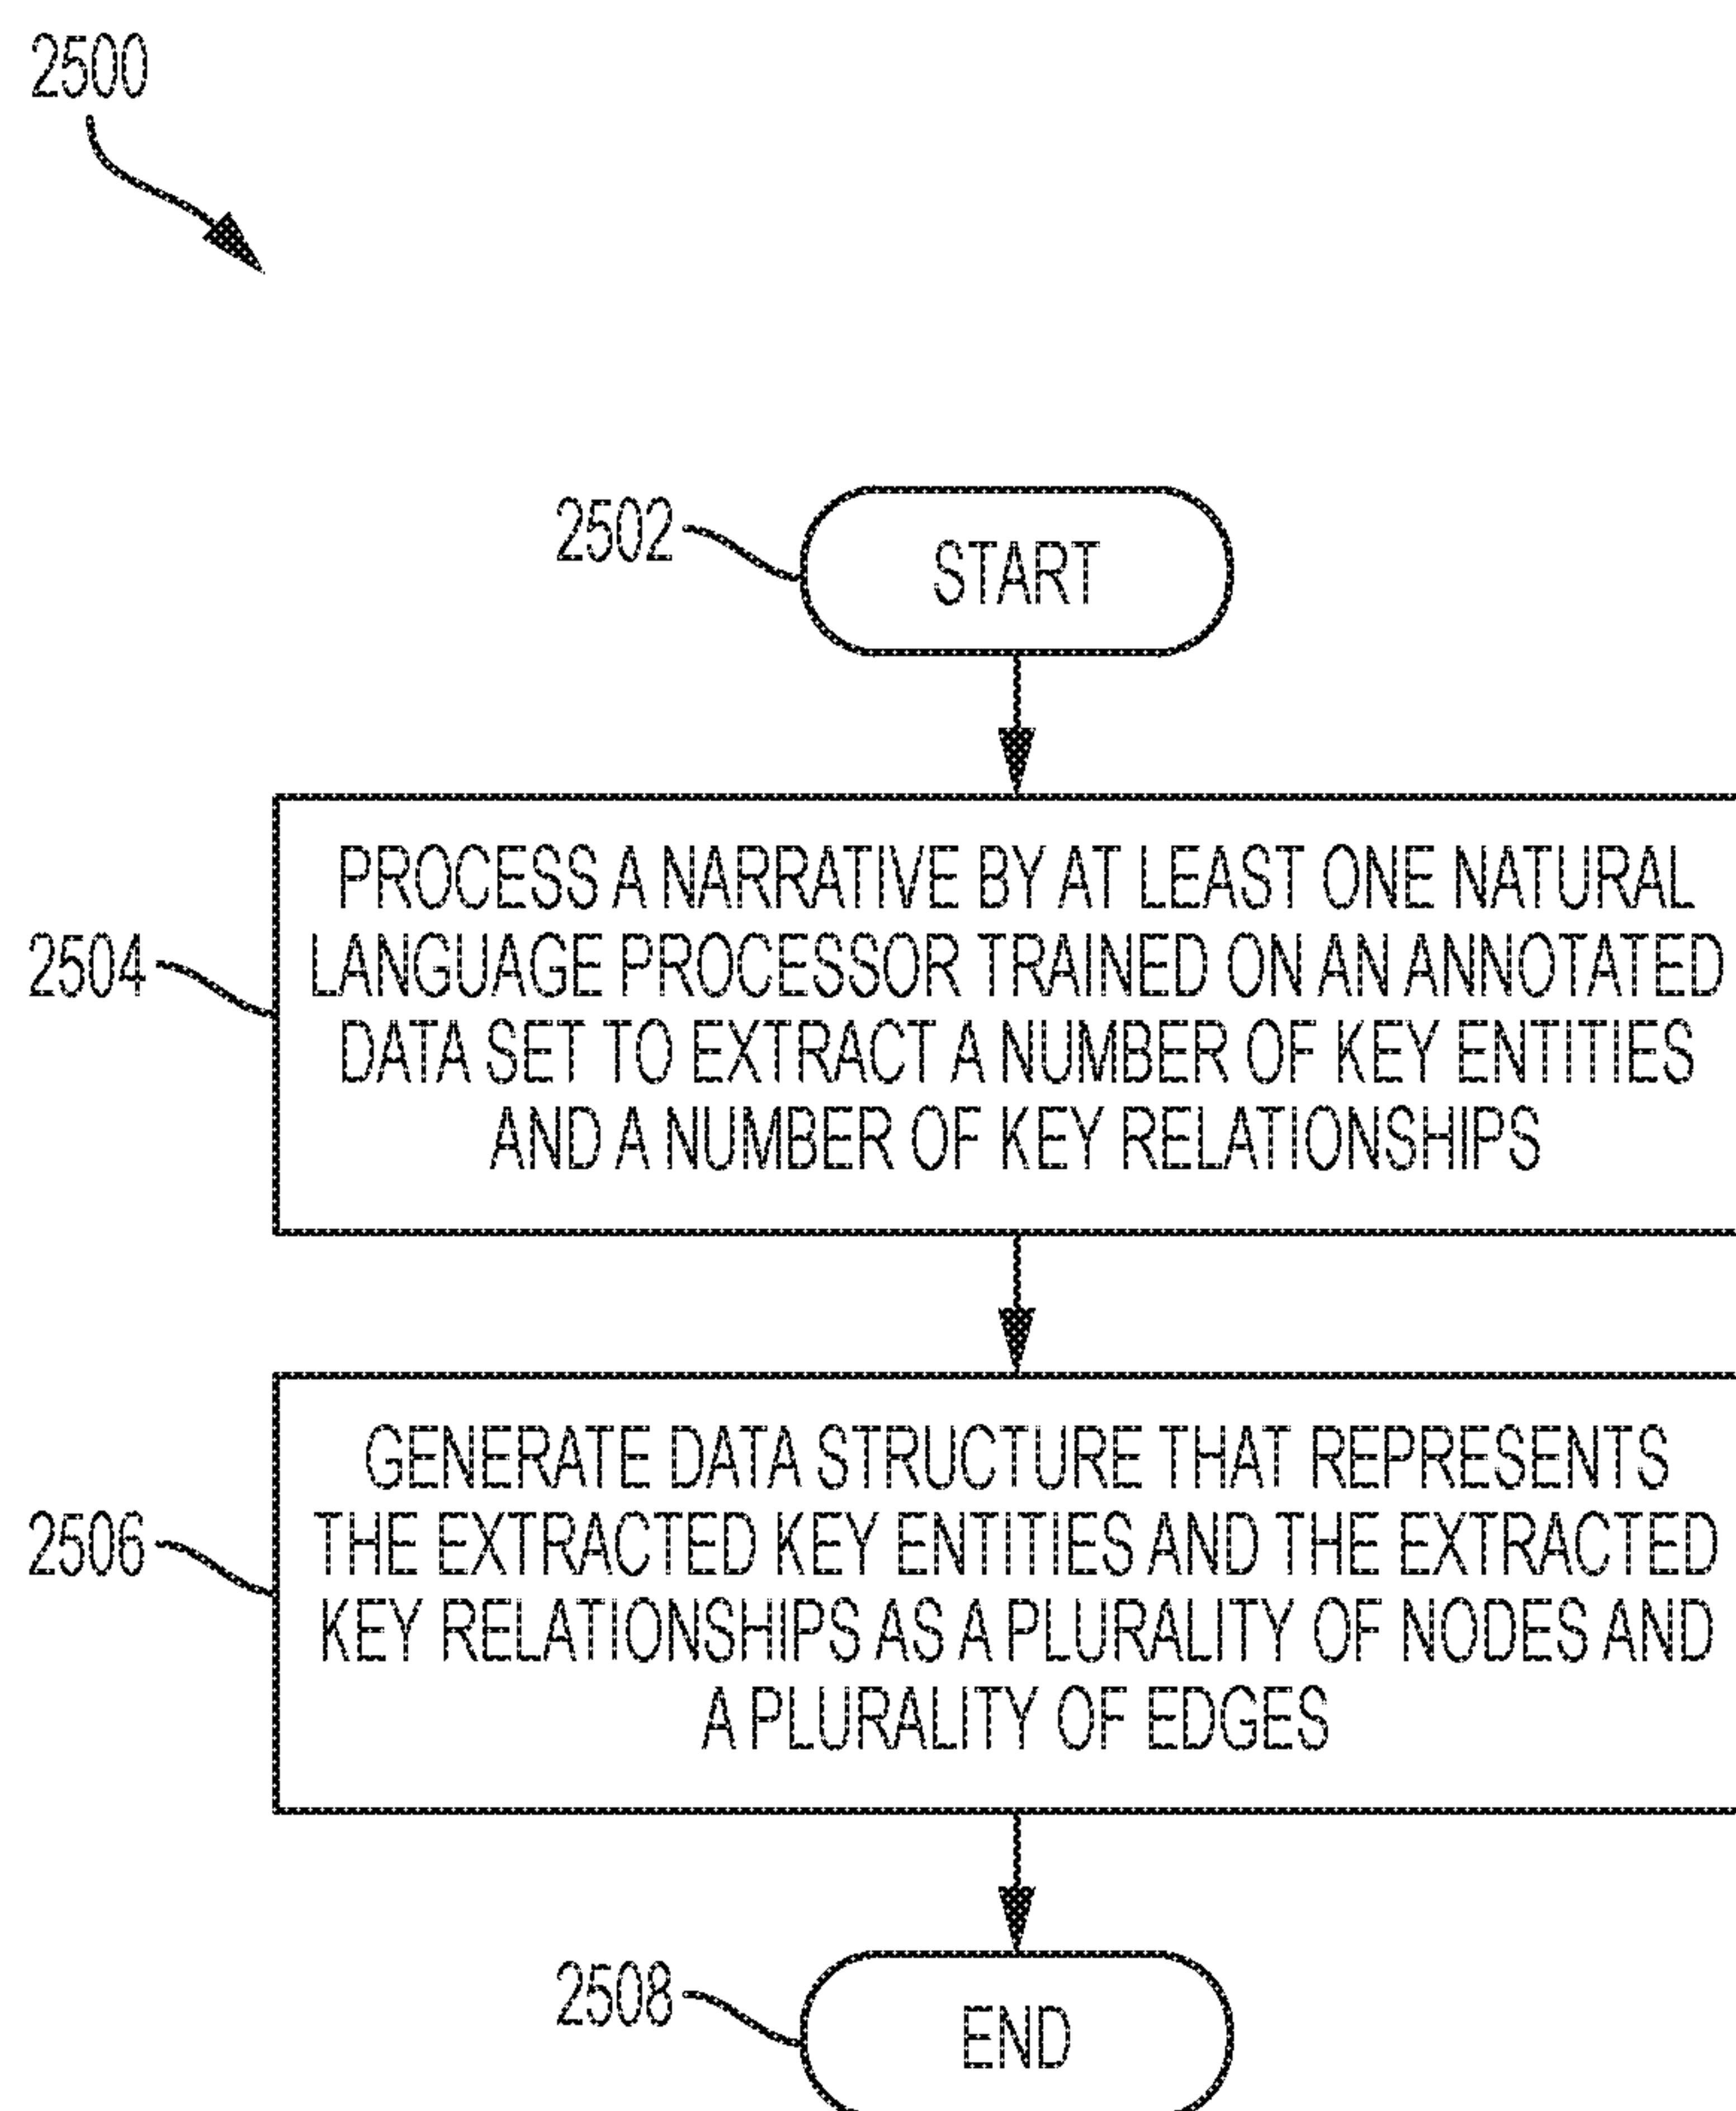 2500
2502
START
2504
PROCESS A NARRATIVE BY AT LEAST ONE NATURAL
LANGUAGE PROCESSOR TRAINED ON AN ANNOTATED
DATA SET TO EXTRACT A NUMBER OF KEY ENTITIES
AND A NUMBER OF KEY RELATIONSHIPS
2506
GENERATE DATA STRUCTURE THAT REPRESENTS
THE EXTRACTED KEY ENTITIES AND THE EXTRACTED
KEY RELATIONSHIPS AS A PLURALITY OF NODES AND
A PLURALITY OF EDGES
2508
END